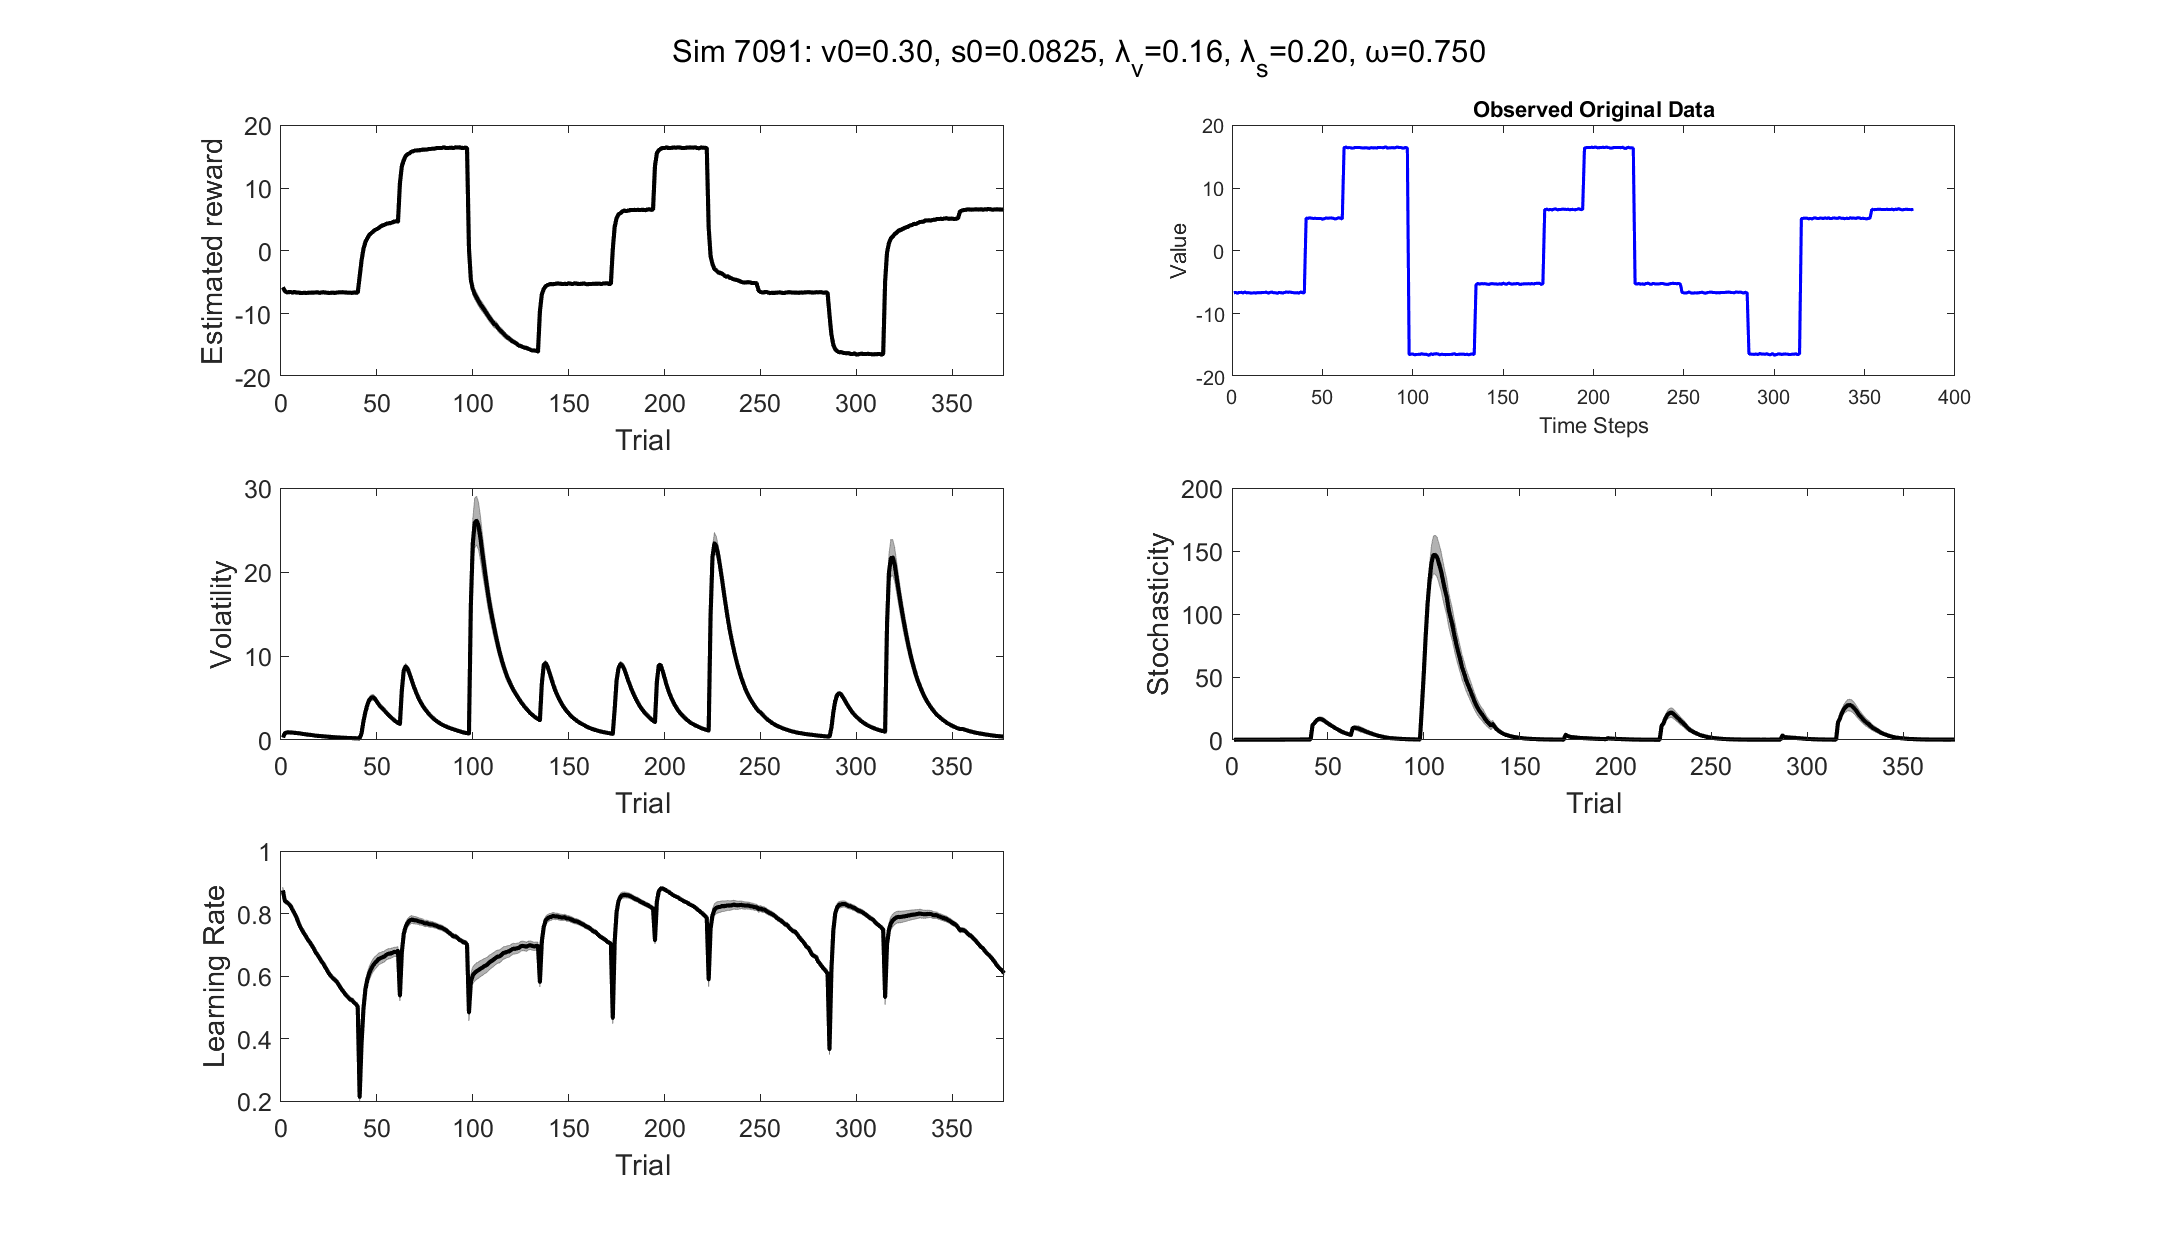 Sim 7091: v0=0.30, s0=0.0825, λ_v=0.16, λ_s=0.20, ω=0.750
Estimated reward
20
10
0
-10
-20
0 50 100 150 200 250 300 350
Trial
Observed Original Data
Value
20
10
0
-10
-20
0 50 100 150 200 250 300 350 400
Time Steps
Volatility
30
20
10
0
0 50 100 150 200 250 300 350
Trial
Stochasticity
200
150
100
50
0
0 50 100 150 200 250 300 350
Trial
Learning Rate
1
0.8
0.6
0.4
0.2
0 50 100 150 200 250 300 350
Trial